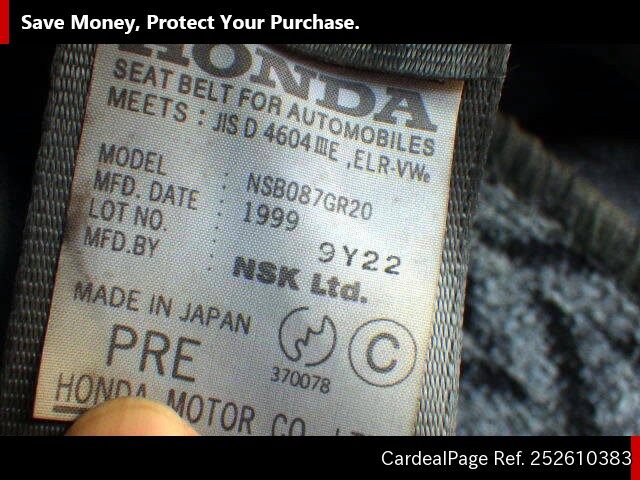 Save Money, Protect Your Purchase.
HONDA
SEAT BELT FOR AUTOMOBILES
MEETS : JIS D 4604 ⅢE , ELR-VWe
MODEL : NSB087GR20
MFD. DATE : 1999
LOT NO. : 9Y22
MFD.BY : NSK Ltd.
MADE IN JAPAN
PRE
C
370078
HONDA MOTOR CO
CardealPage Ref. 252610383